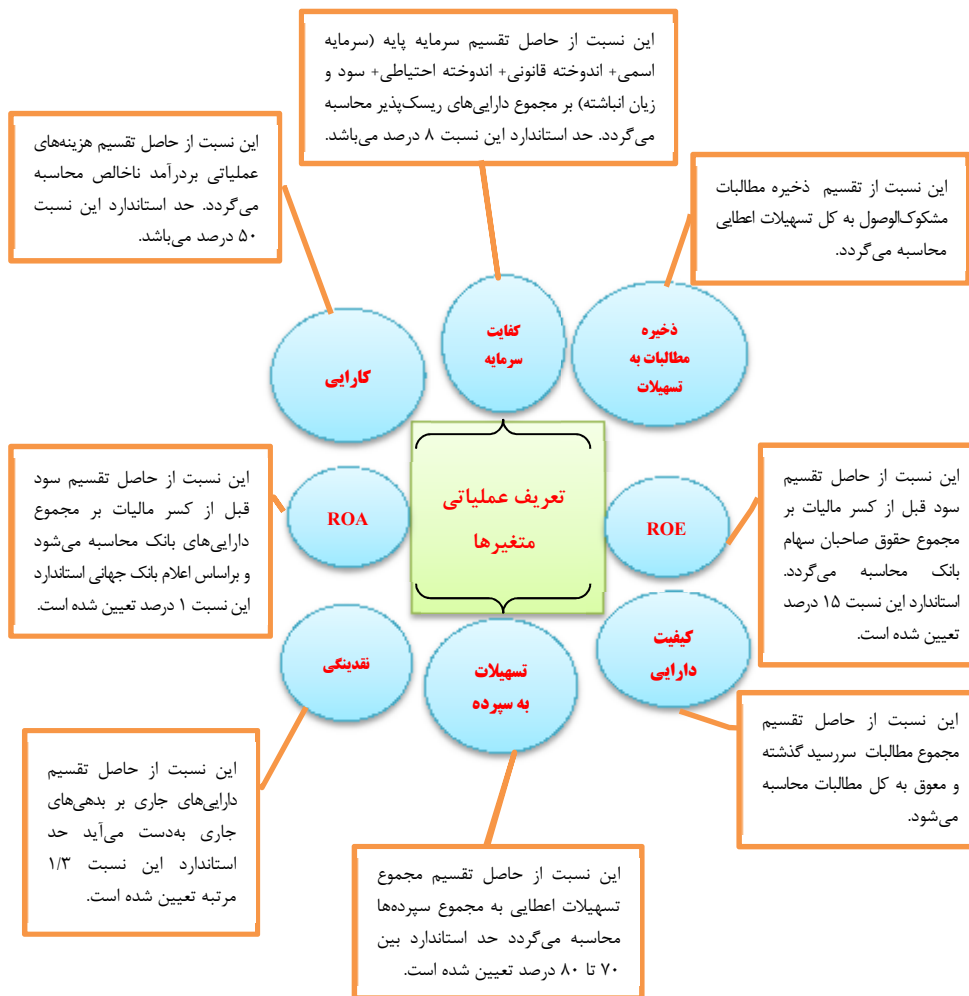 این نسبت از حاصل تقسیم سرمایه پایه (سرمایه
اسمی+ اندوخته قانونی+ اندوخته احتیاطی+ سود و
زیان انباشته) بر مجموع دارایی‌های ریسک‌پذیر محاسبه
می‌گردد. حد استاندارد این نسبت ۸ درصد می‌باشد.
این نسبت از تقسیم ذخیره مطالبات
مشکوک‌الوصول به کل تسهیلات اعطایی
محاسبه می‌گردد.
این نسبت از حاصل تقسیم هزینه‌های
عملیاتی بردرآمد ناخالص محاسبه
می‌گردد. حد استاندارد این نسبت
۵۰ درصد می‌باشد.
ذخیره
مطالبات به
تسهیلات
کفایت
سرمایه
کارایی
این نسبت از حاصل تقسیم
سود قبل از کسر مالیات بر
مجموع حقوق صاحبان سهام
بانک محاسبه می‌گردد.
استاندارد این نسبت ۱۵ درصد
تعیین شده است.
ROE
تعریف عملیاتی
متغیرها
ROA
این نسبت از حاصل تقسیم سود
قبل از کسر مالیات بر مجموع
دارایی‌های بانک محاسبه می‌شود
و براساس اعلام بانک جهانی استاندارد
این نسبت ۱ درصد تعیین شده است.
کیفیت
دارایی
تسهیلات
به سپرده
نقدینگی
این نسبت از حاصل تقسیم
مجموع مطالبات سررسید گذشته
و معوق به کل مطالبات محاسبه
می‌شود.
این نسبت از حاصل تقسیم
دارایی‌های جاری بر بدهی‌های
جاری به‌دست می‌آید حد
استاندارد این نسبت ۱/۳
مرتبه تعیین شده است.
این نسبت از حاصل تقسیم مجموع
تسهیلات اعطایی به مجموع سپرده‌ها
محاسبه می‌گردد حد استاندارد بین
۷۰ تا ۸۰ درصد تعیین شده است.